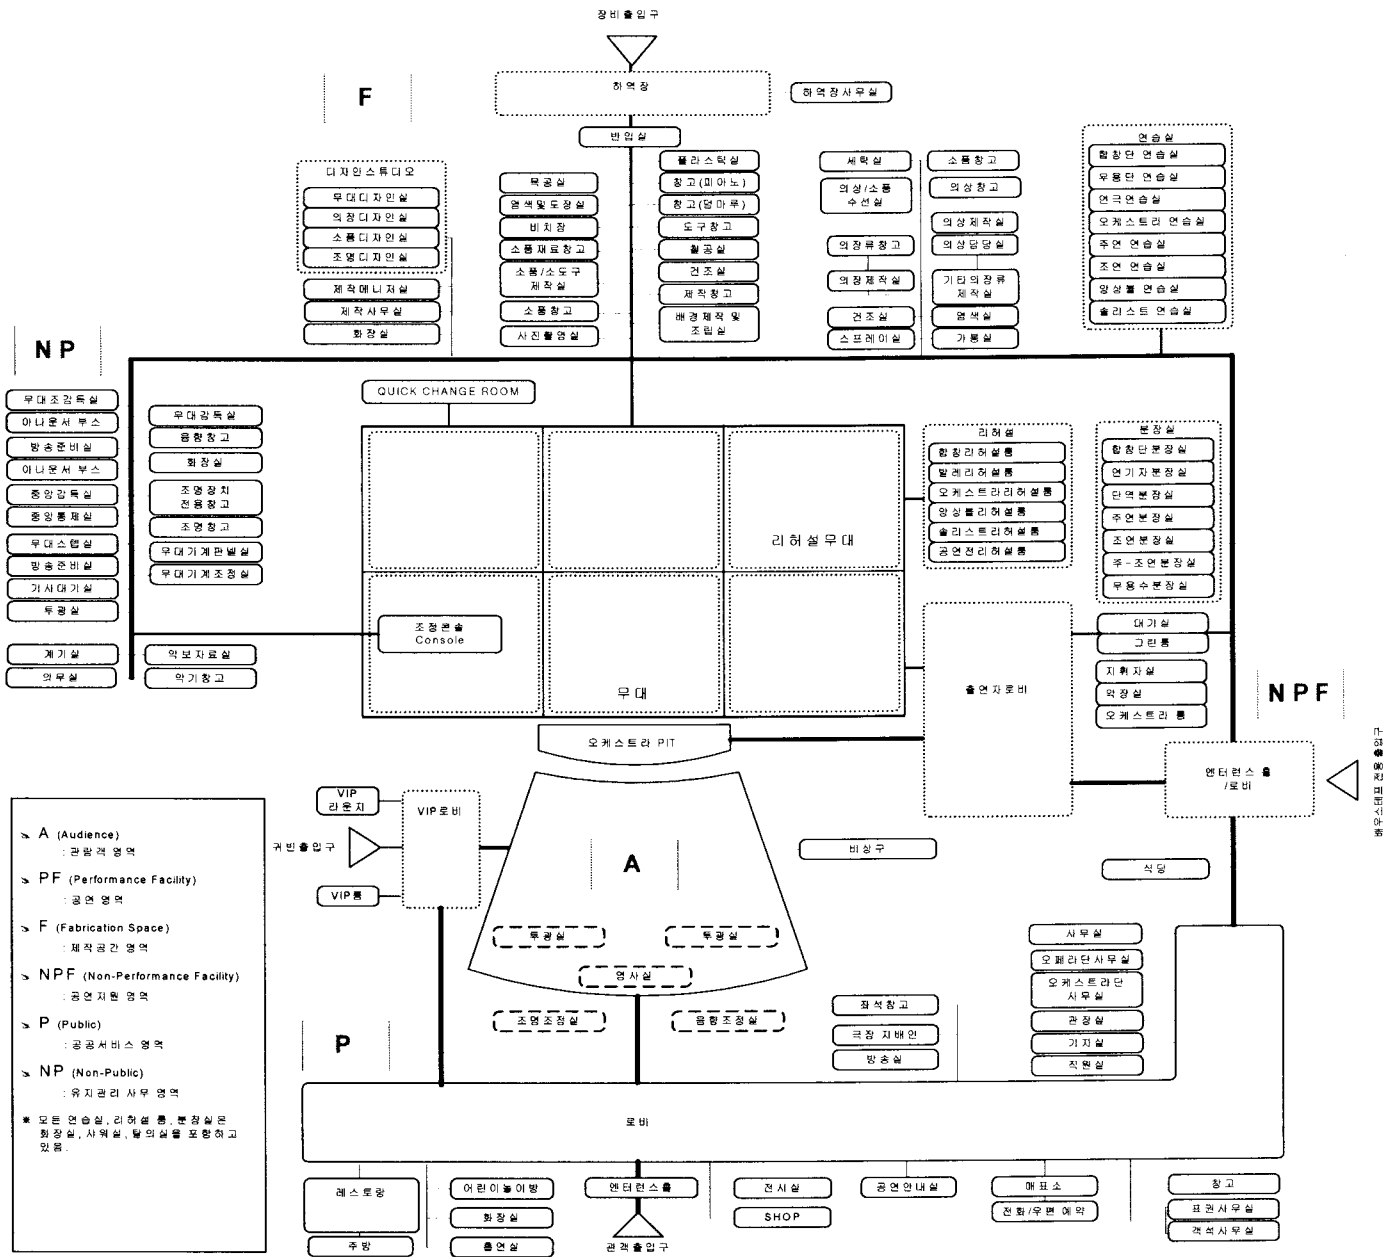 장비출입구
하역장
하역장사무실
F
반입실
디자인스튜디오
무대디자인실
의장디자인실
소품디자인실
조명디자인실
제작매니저실
제작사무실
화장실
목공실
염색및도장실
비치장
소품재료창고
소품/소도구
제작실
소품창고
사진촬영실
플라스틱실
창고(피아노)
창고(덧마루)
도구창고
철공실
건조실
제작창고
배경제작 및
조립실
세탁실
의상/소품
수선실
의장류창고
의장제작실
건조실
스프레이실
소품창고
의상창고
의상제작실
의상담당실
기타의장류
제작실
염색실
가봉실
연습실
합창단 연습실
무용단 연습실
연극연습실
오케스트리 연습실
주연 연습실
조연 연습실
앙상블 연습실
솔리스트 연습실
NP
무대조감독실
아나운서 부스
방송준비실
아나운서 부스
중앙감독실
중앙통제실
무대스텝실
방송준비실
기사대기실
투광실
계기실
의무실
무대감독실
음향창고
화장실
조명장치
전용창고
조명창고
무대기계판넬실
무대기계조정실
악보자료실
악기창고
QUICK CHANGE ROOM
리허설무대
조정콘솔
Console
무대
오케스트라 PIT
리허설
합창리허설룸
발레리허설룸
오케스트라리허설룸
앙상블리허설룸
솔리스트리허설룸
공연전리허설룸
분장실
합창단분장실
연기자분장실
단역분장실
주연분장실
조연분장실
주-조연분장실
무용수분장실
대기실
그린룸
지휘자실
악장실
오케스트라 룸
출연자로비
NPF
엔터런스 홀
/로비
식당
A (Audience)
: 관람객 영역
PF (Performance Facility)
: 공연 영역
F (Fabrication Space)
: 제작공간 영역
NPF (Non-Performance Facility)
: 공연지원 영역
P (Public)
: 공공서비스 영역
NP (Non-Public)
: 유지관리 사무 영역
※ 모든 연습실, 리허설 룸, 분장실은
화장실, 샤워실, 탈의실을 포함하고
있음.
VIP
라운지
VIP로비
귀빈출입구
VIP룸
A
비상구
투광실
투광실
영사실
조명조정실
음향조정실
P
좌석창고
극장 지배인
방송실
사무실
오페라단사무실
오케스트라단
사무실
관장실
기자실
직원실
로비
레스토랑
주방
어린이놀이방
화장실
흡연실
엔터런스홀
관객출입구
전시실
SHOP
공연안내실
매표소
전화/우편 예약
창고
표권사무실
객석사무실